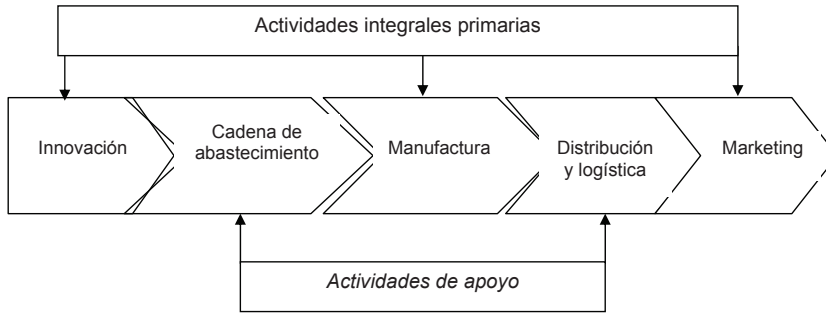 Actividades integrales primarias
Innovación
Cadena de
abastecimiento
Manufactura
Distribución
y logística
Marketing
Actividades de apoyo